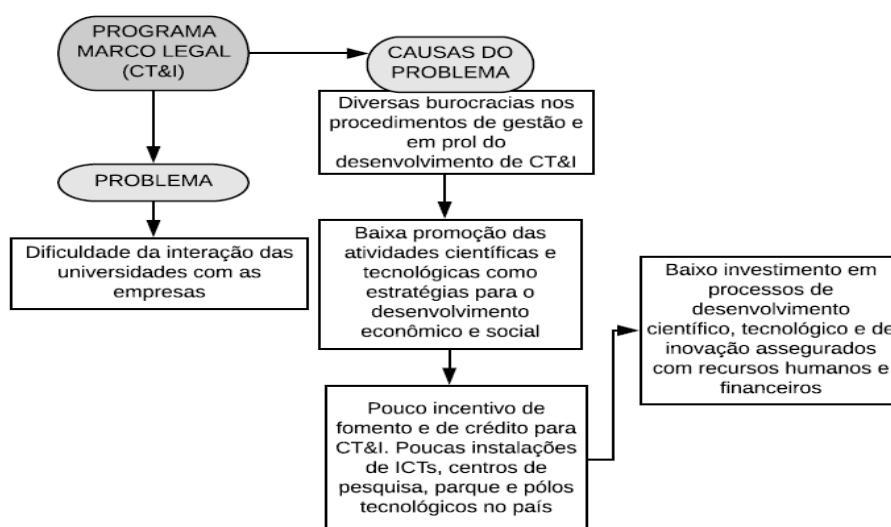 PROGRAMA
MARCO LEGAL
(CT&I)
CAUSAS DO
PROBLEMA
Diversas burocracias nos
procedimentos de gestão e
em prol do
desenvolvimento de CT&I
PROBLEMA
Dificuldade da interação das
universidades com as
empresas
Baixa promoção das
atividades científicas e
tecnológicas como
estratégias para o
desenvolvimento
econômico e social
Baixo investimento em
processos de
desenvolvimento
científico, tecnológico e de
inovação assegurados
com recursos humanos e
financeiros
Pouco incentivo de
fomento e de crédito para
CT&I. Poucas instalações
de ICTs, centros de
pesquisa, parque e pólos
tecnológicos no país